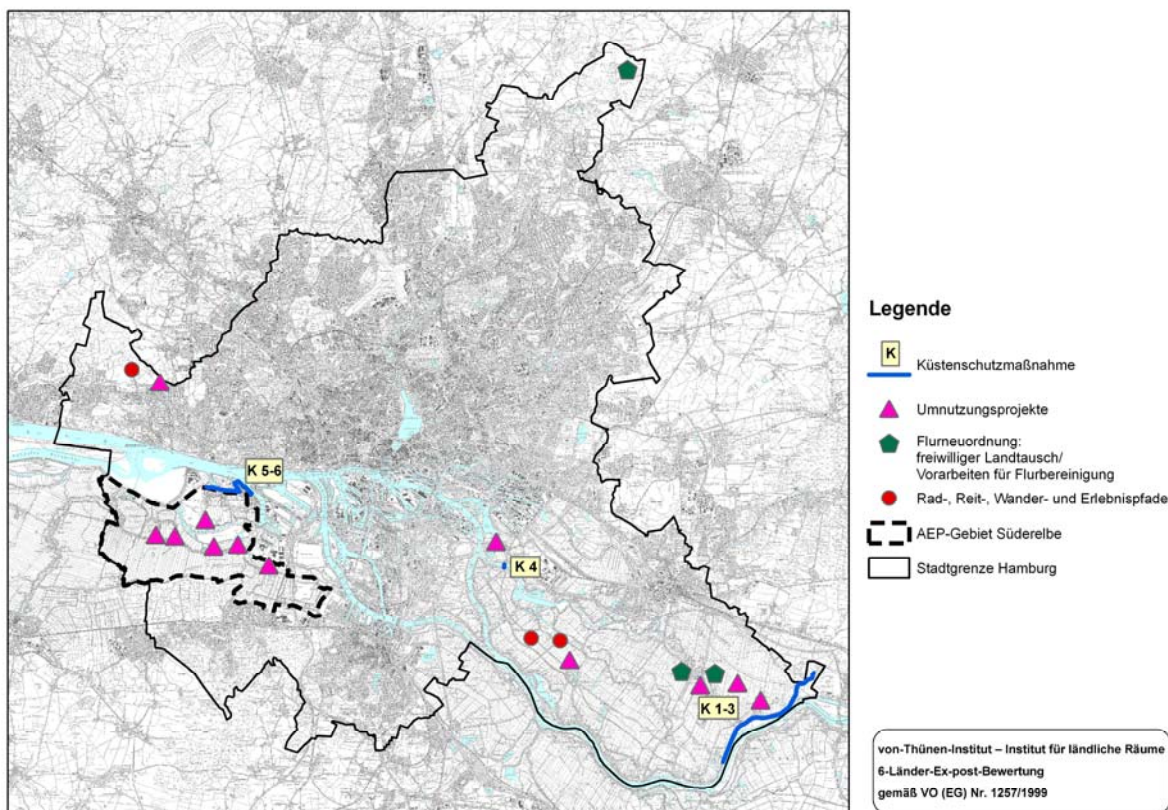 K 5-6
K 4
K 1-3
Legende
K
Küstenschutzmaßnahme
Umnutzungsprojekte
Flurneuordnung:
freiwilliger Landtausch/
Vorarbeiten für Flurbereinigung
Rad-, Reit-, Wander- und Erlebnispfade
AEP-Gebiet Süderelbe
Stadtgrenze Hamburg
von-Thünen-Institut – Institut für ländliche Räume
6-Länder-Ex-post-Bewertung
gemäß VO (EG) Nr. 1257/1999